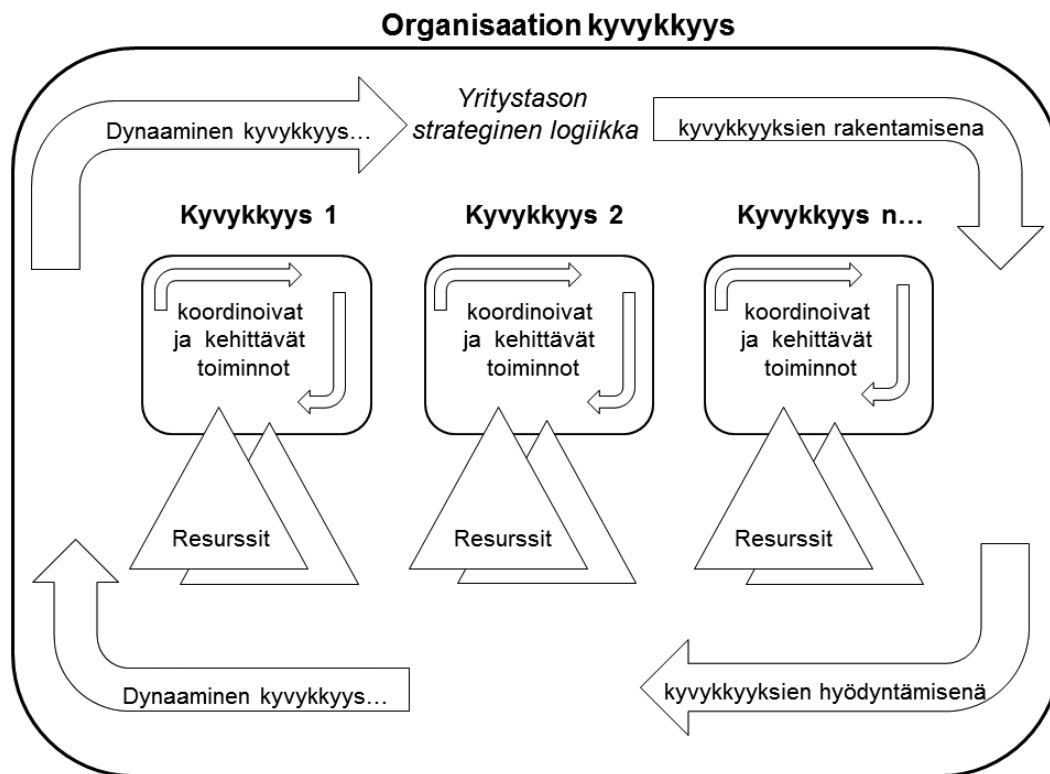 Organisaation kyvykkyys
Yritystason
strateginen logiikka
Dynaaminen kyvykkyys…
kyvykkyyksien rakentamisena
Kyvykkyys 1
Kyvykkyys 2
Kyvykkyys n…
koordinoivat
ja kehittävät
toiminnot
koordinoivat
ja kehittävät
toiminnot
koordinoivat
ja kehittävät
toiminnot
Resurssit
Resurssit
Resurssit
Dynaaminen kyvykkyys…
kyvykkyyksien hyödyntämisenä